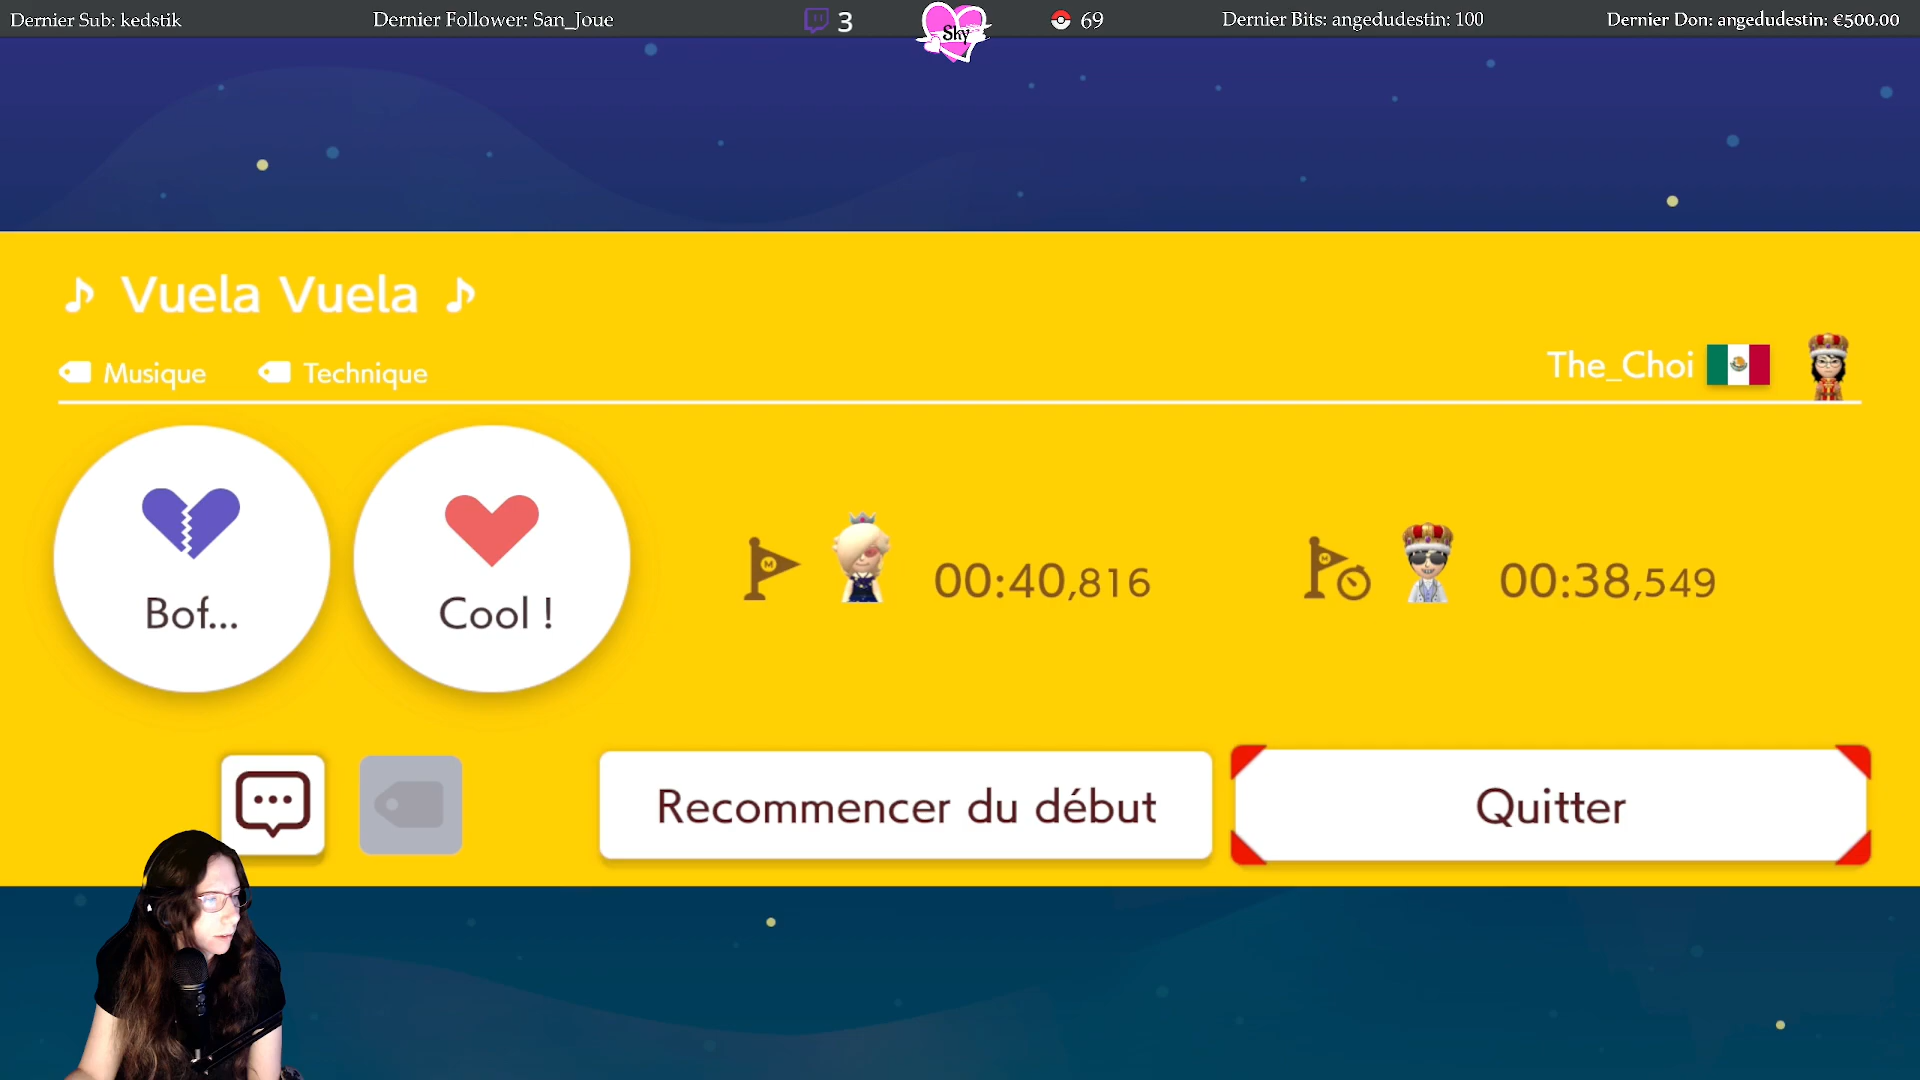 Dernier Sub: kedstik
Dernier Follower: San_Joue
3
Sky
69
Dernier Bits: angedudestin: 100
Dernier Don: angedudestin: €500.00
♪ Vuela Vuela ♪
Musique
Technique
The_Choi
Bof...
Cool !
M
00:40,816
M
00:38,549
Recommencer du début
Quitter